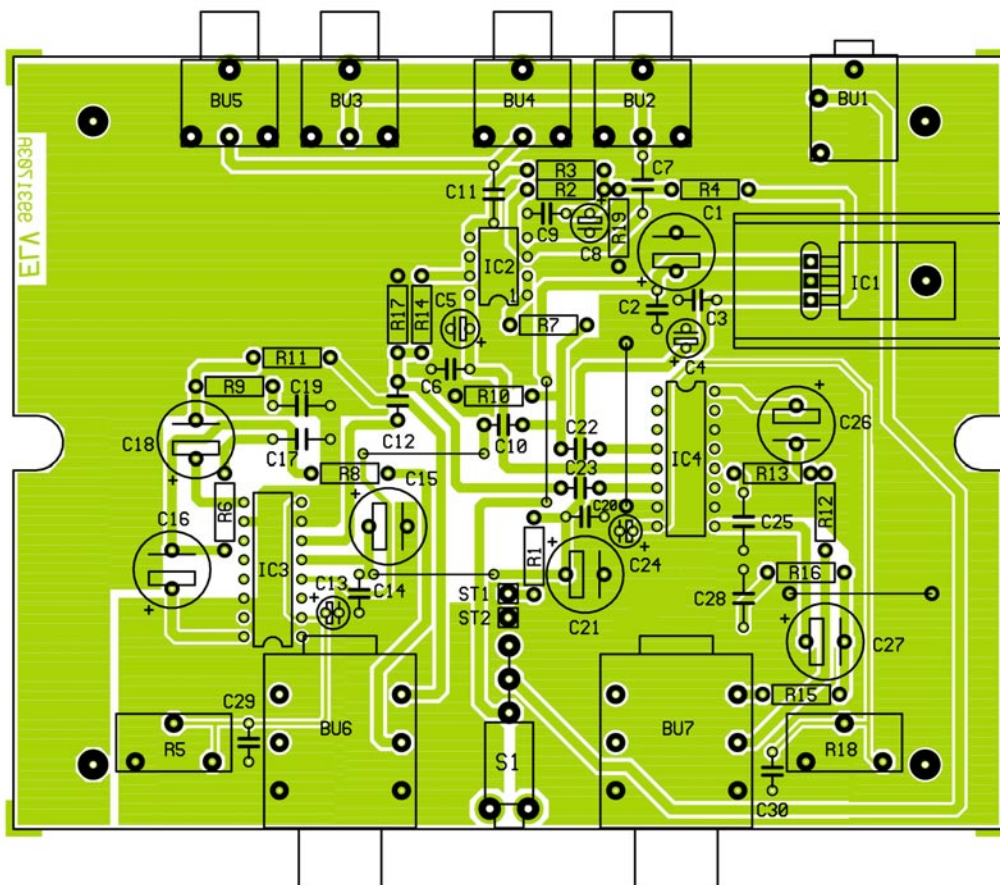 BU5
BU3
BU4
BU2
BU1
C7
R3
R2
R4
C11
C9
C8
R19
C1
IC2
1
IC1
ELV A0317399
C5
R17
R14
C2
C3
R7
C4
R11
C6
R9
C19
R10
C26
C18
C17
C12
C10
C22
IC4
R8
C15
C23
R13
C16
R6
C20
R12
C25
R1
C24
IC3
C13
C14
ST1
ST2
R16
C28
C21
C27
R15
C29
R5
BU6
BU7
R18
S1
C30
+
+
+
+
+
+
+
+
+
+
+